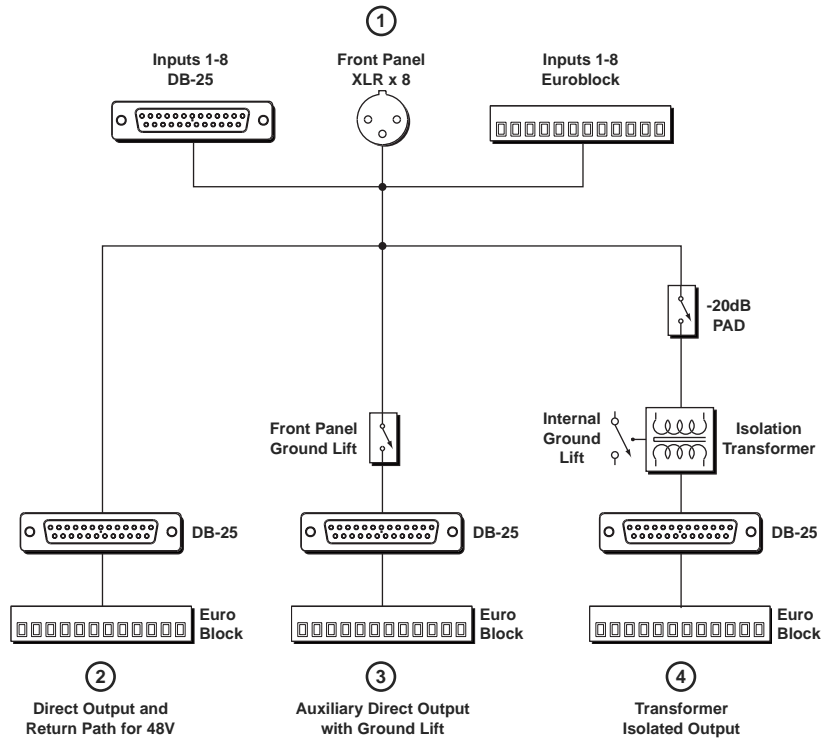 1
Inputs 1-8
DB-25
Front Panel
XLR x 8
Inputs 1-8
Euroblock
-20dB
PAD
Front Panel
Ground Lift
Internal
Ground
Lift
Isolation
Transformer
DB-25
DB-25
DB-25
Euro
Block
Euro
Block
Euro
Block
2
Direct Output and
Return Path for 48V
3
Auxiliary Direct Output
with Ground Lift
4
Transformer
Isolated Output